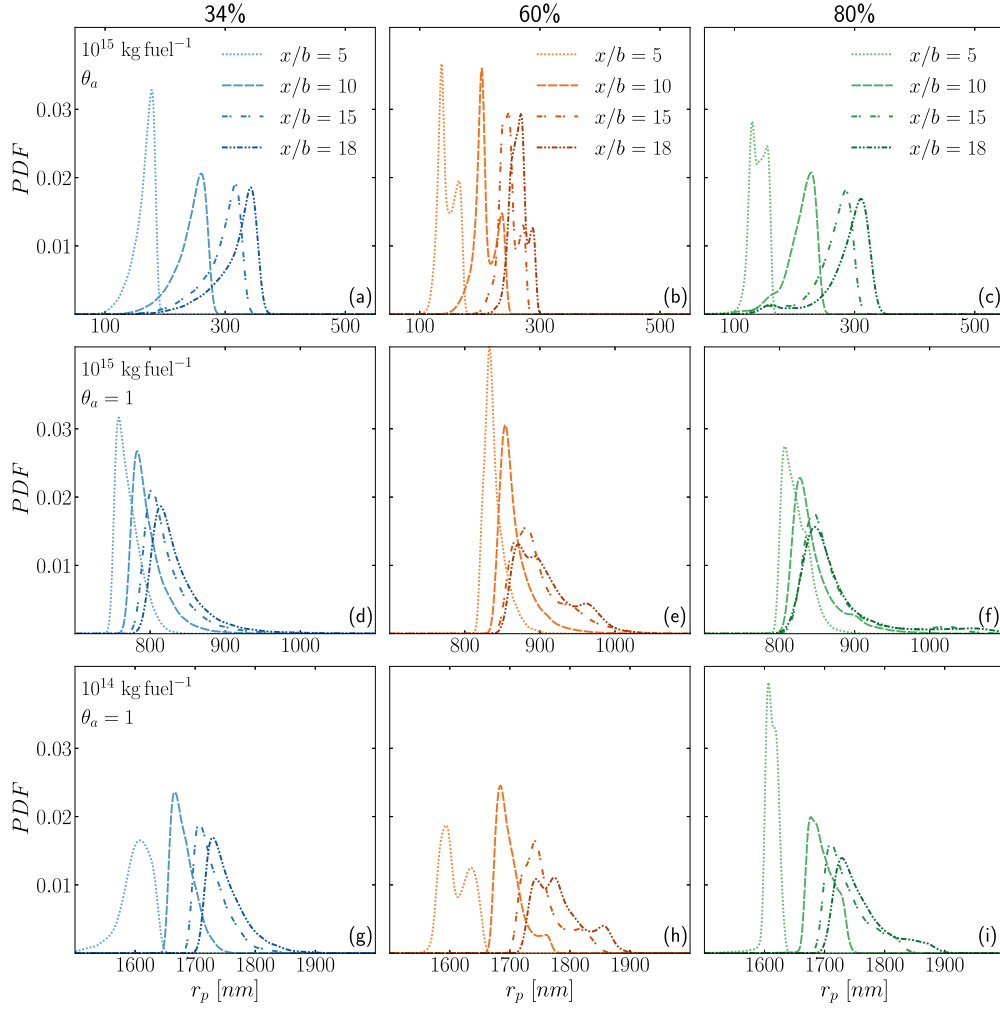 34% 60% 80%
10^15 kg fuel^−1
θ_a
x/b = 5
x/b = 10
x/b = 15
x/b = 18
x/b = 5
x/b = 10
x/b = 15
x/b = 18
x/b = 5
x/b = 10
x/b = 15
x/b = 18
PDF
0.03
0.02
0.01
(a) (b) (c)
100 300 500 100 300 500 100 300 500
10^15 kg fuel^−1
θ_a = 1
PDF
0.03
0.02
0.01
(d) (e) (f)
800 900 1000 800 900 1000 800 900 1000
10^14 kg fuel^−1
θ_a = 1
PDF
0.03
0.02
0.01
(g) (h) (i)
1600 1700 1800 1900 1600 1700 1800 1900 1600 1700 1800 1900
r_p [nm] r_p [nm] r_p [nm]